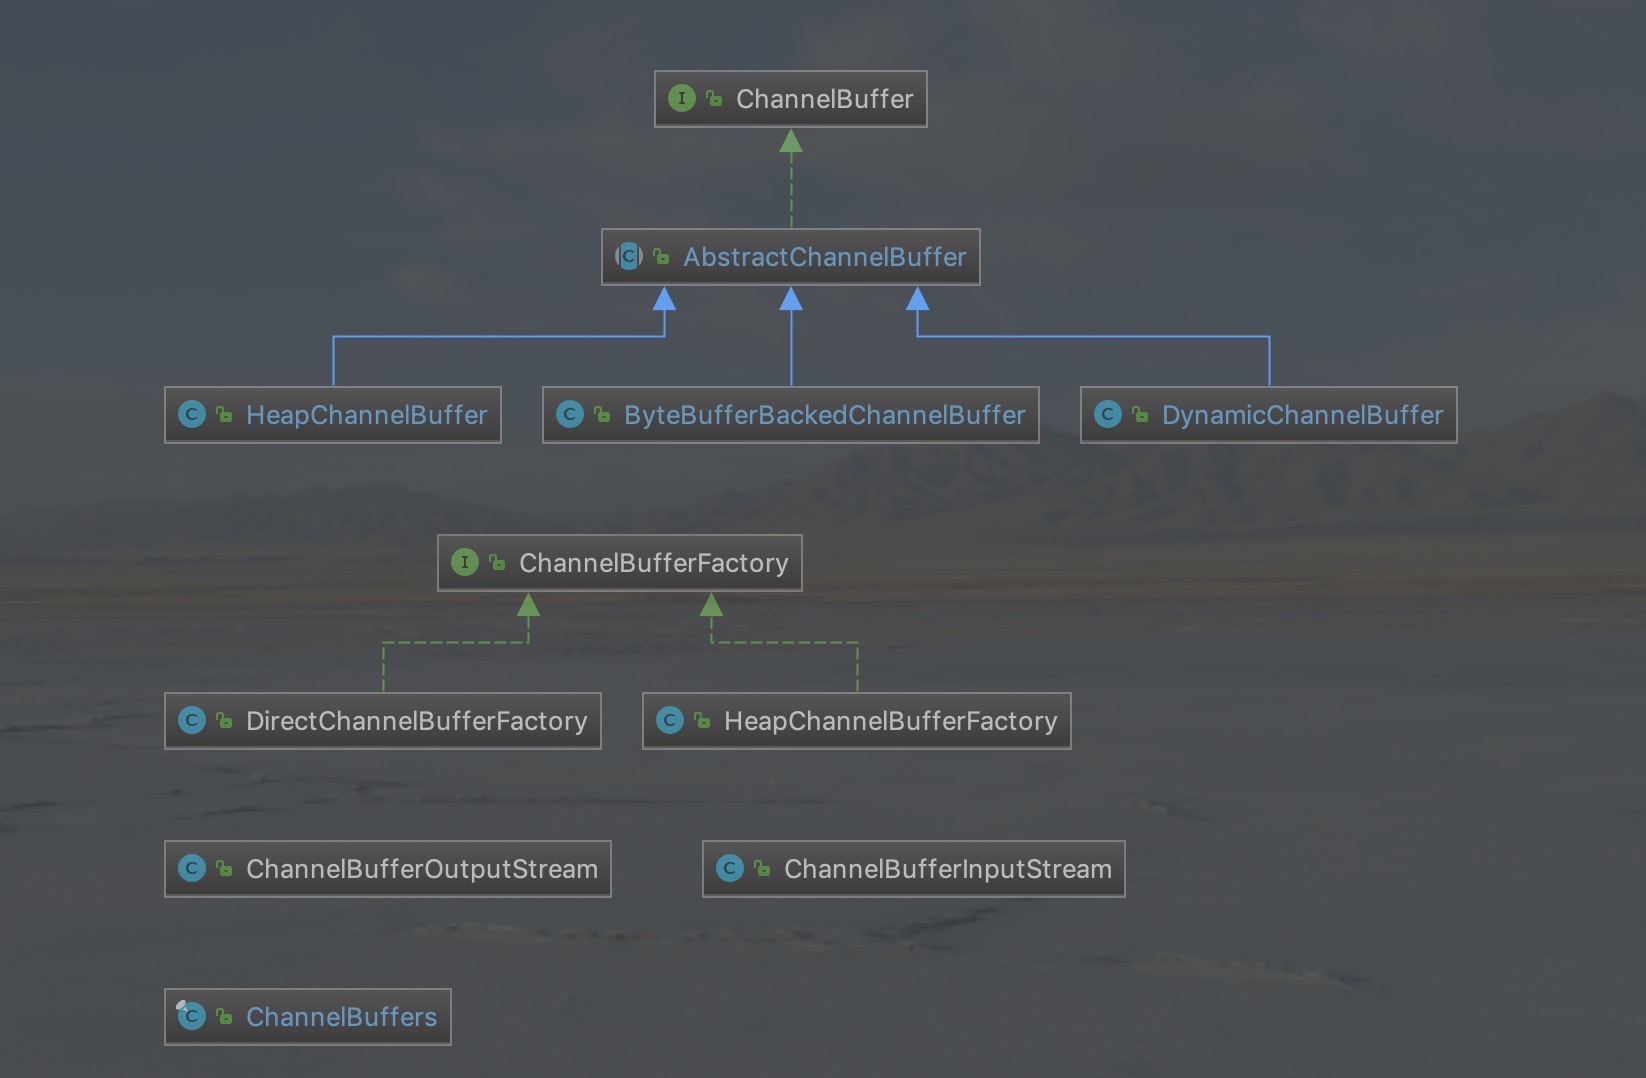 I ChannelBuffer
C AbstractChannelBuffer
C HeapChannelBuffer
C ByteBufferBackedChannelBuffer
C DynamicChannelBuffer
I ChannelBufferFactory
C DirectChannelBufferFactory
C HeapChannelBufferFactory
C ChannelBufferOutputStream
C ChannelBufferInputStream
C ChannelBuffers